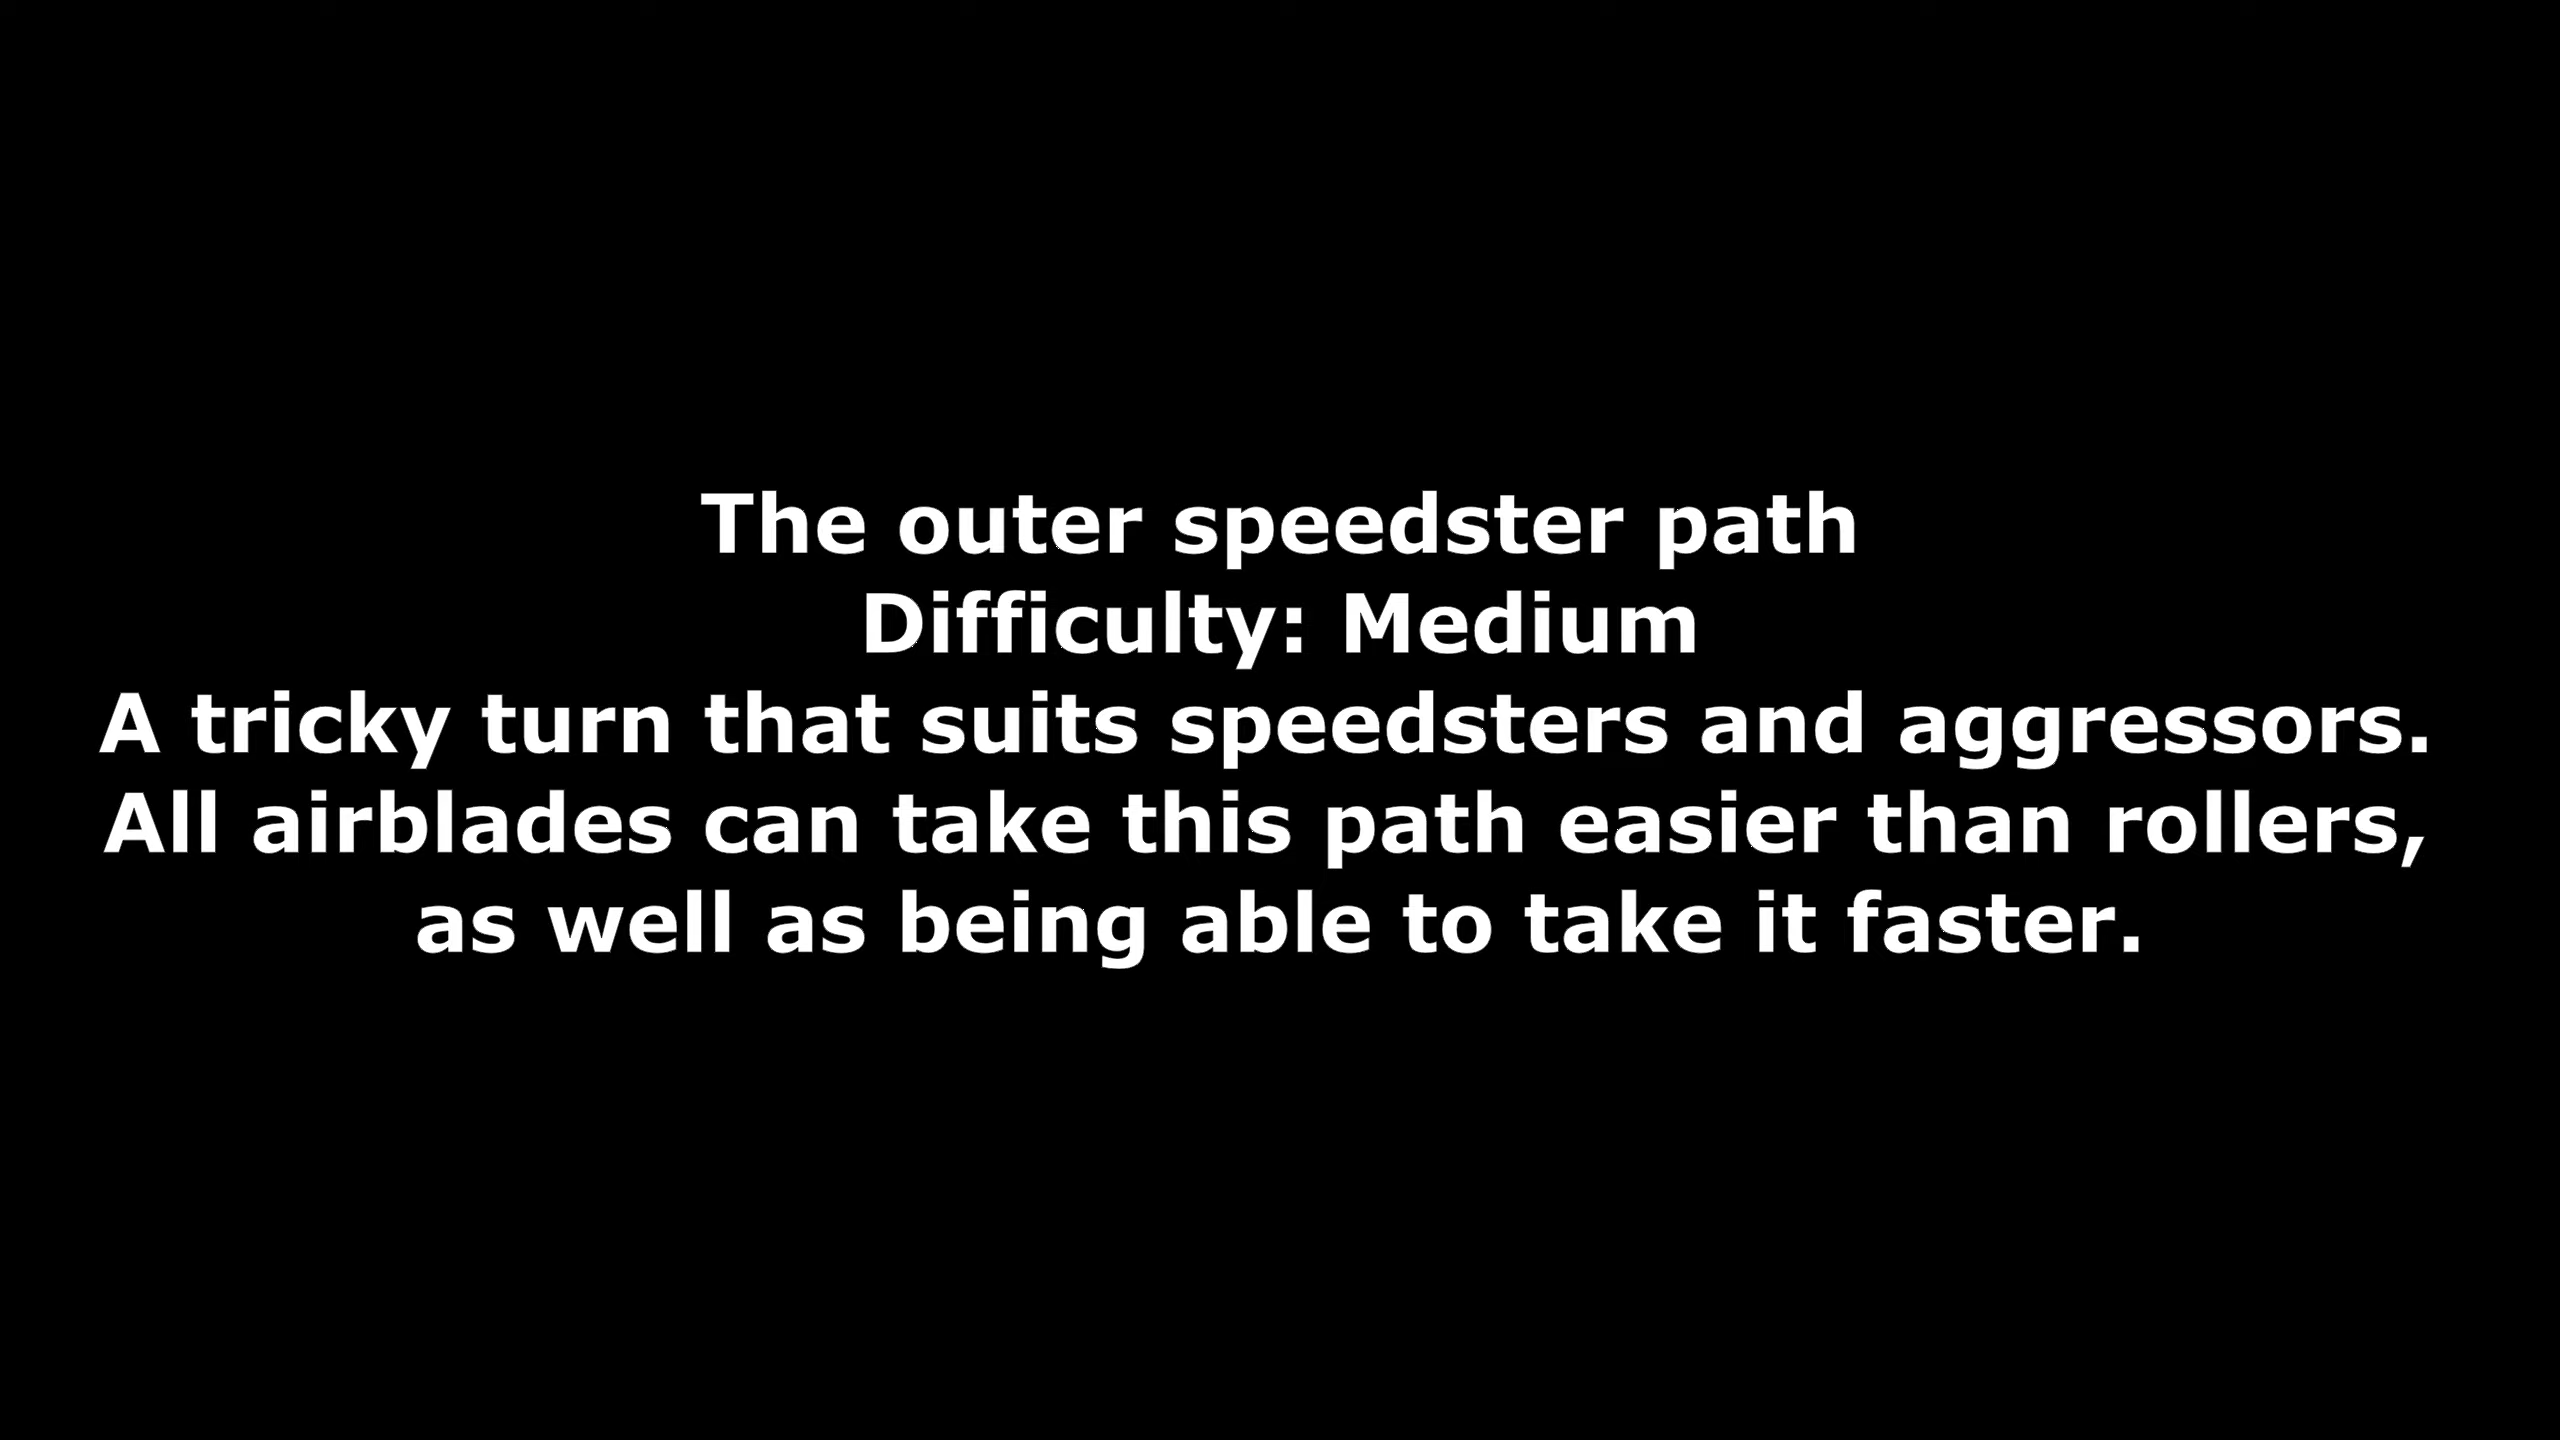 The outer speedster path
Difficulty: Medium
A tricky turn that suits speedsters and aggressors.
All airblades can take this path easier than rollers,
as well as being able to take it faster.